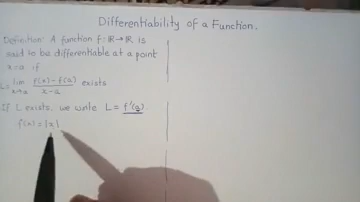 Differentiability of a Function.
Definition: A function f: ℝ→ℝ is
said to be differentiable at a point
x=a if
L= lim x→a f(x)-f(a)/x-a exists
If L exists, we write L = f'(a).
f(x) = |x|